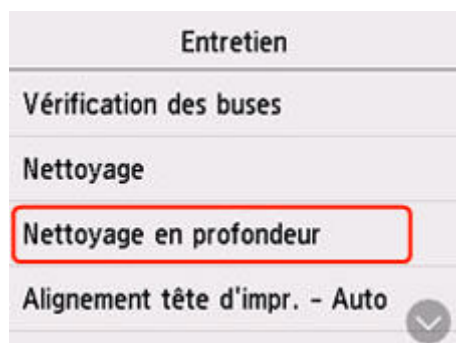 Entretien
Vérification des buses
Nettoyage
Nettoyage en profondeur
Alignement tête d'impr. - Auto